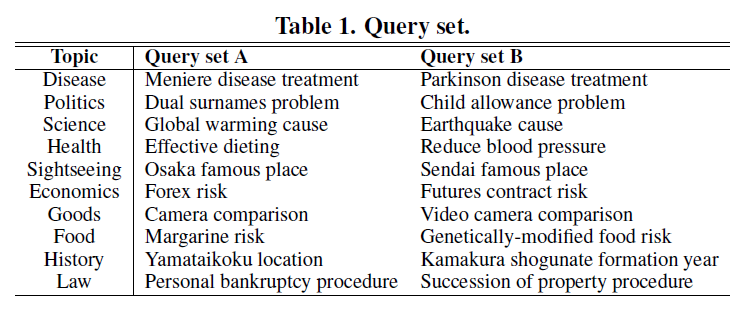 Table 1. Query set.
Topic Query set A Query set B
Disease Meniere disease treatment Parkinson disease treatment
Politics Dual surnames problem Child allowance problem
Science Global warming cause Earthquake cause
Health Effective dieting Reduce blood pressure
Sightseeing Osaka famous place Sendai famous place
Economics Forex risk Futures contract risk
Goods Camera comparison Video camera comparison
Food Margarine risk Genetically-modified food risk
History Yamataikoku location Kamakura shogunate formation year
Law Personal bankruptcy procedure Succession of property procedure